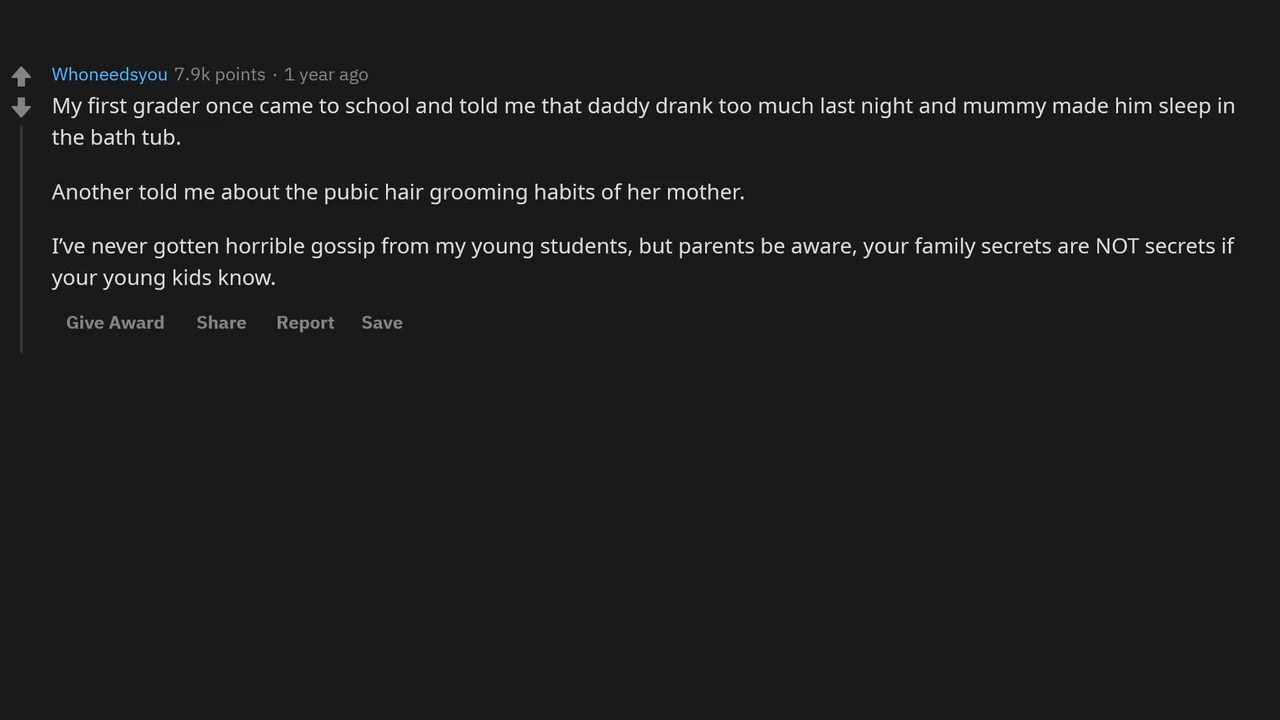 Whoneedsyou 7.9k points · 1 year ago
My first grader once came to school and told me that daddy drank too much last night and mummy made him sleep in
the bath tub.
Another told me about the pubic hair grooming habits of her mother.
I’ve never gotten horrible gossip from my young students, but parents be aware, your family secrets are NOT secrets if
your young kids know.
Give Award Share Report Save